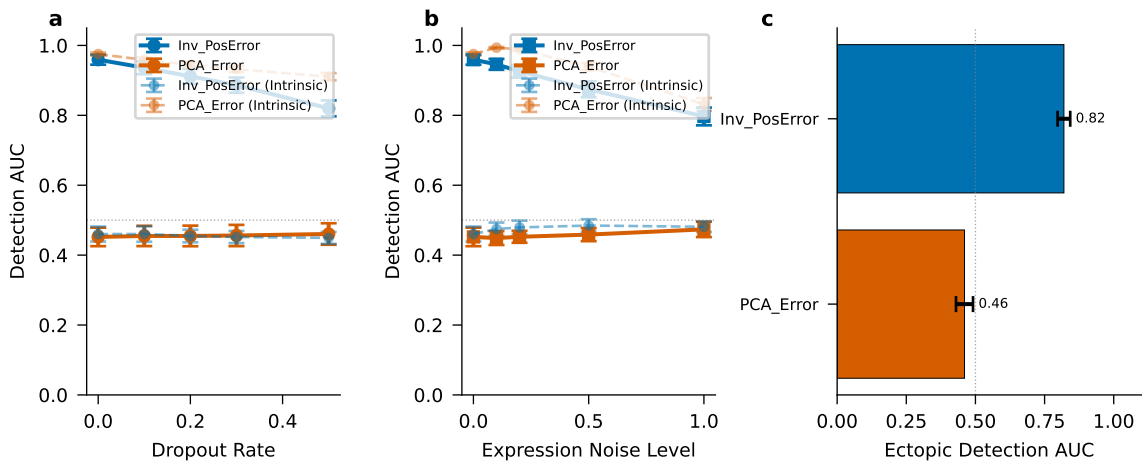 a
Detection AUC
1.0
0.8
0.6
0.4
0.2
0.0
0.0
0.2
0.4
Dropout Rate
Inv_PosError
PCA_Error
Inv_PosError (Intrinsic)
PCA_Error (Intrinsic)
b
Detection AUC
1.0
0.8
0.6
0.4
0.2
0.0
0.0
0.5
1.0
Expression Noise Level
Inv_PosError
PCA_Error
Inv_PosError (Intrinsic)
PCA_Error (Intrinsic)
c
Inv_PosError
0.82
PCA_Error
0.46
0.00
0.25
0.50
0.75
1.00
Ectopic Detection AUC